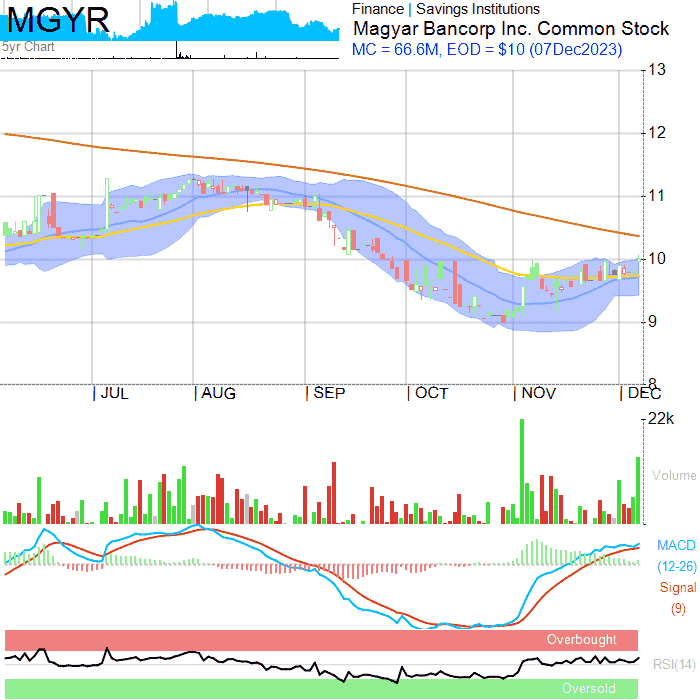 MGYR
Finance | Savings Institutions
Magyar Bancorp Inc. Common Stock
MC = 66.6M, EOD = $10 (07Dec2023)
5yr Chart
13
12
11
10
9
8
JUL AUG SEP OCT NOV DEC
22k
Volume
MACD
(12-26)
Signal
(9)
Overbought
RSI(14)
Oversold